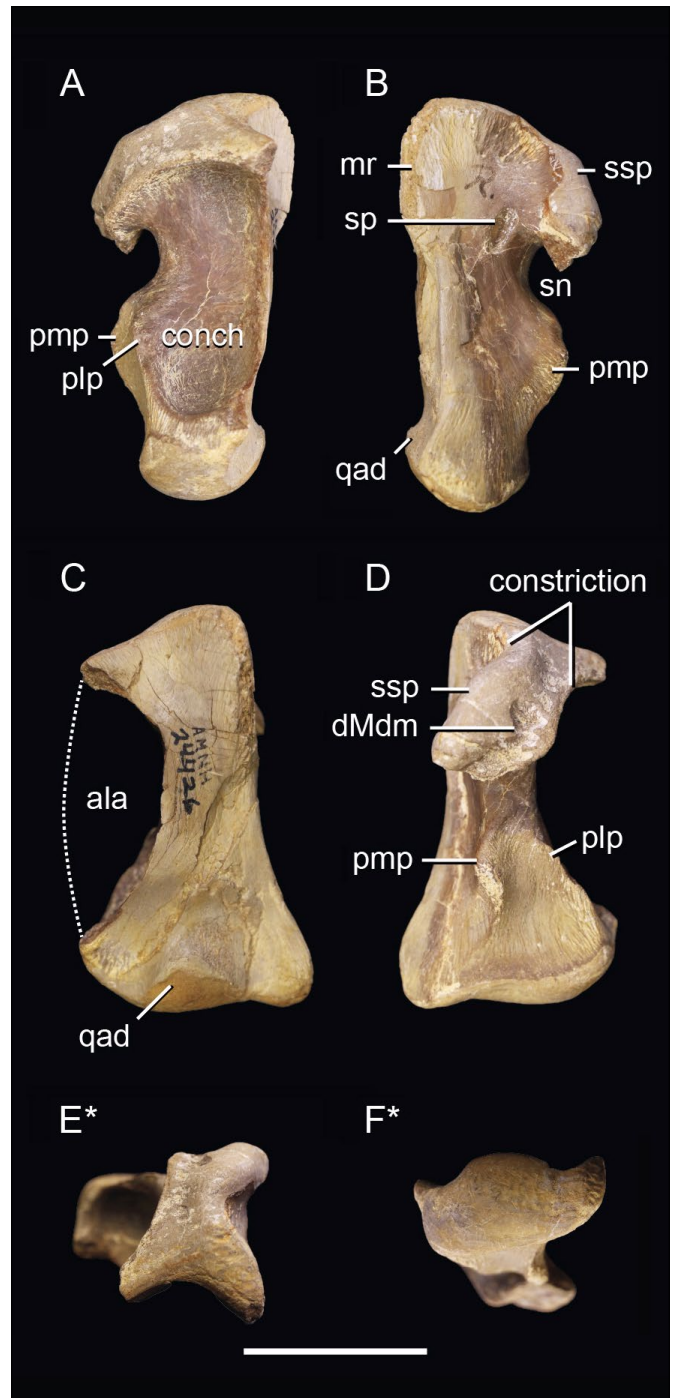 A
B
mr
ssp
sp
sn
pmp
conch
plp
pmp
qad
C
D
constriction
ssp
dMdm
AMNH
24426
ala
pmp
plp
qad
E*
F*